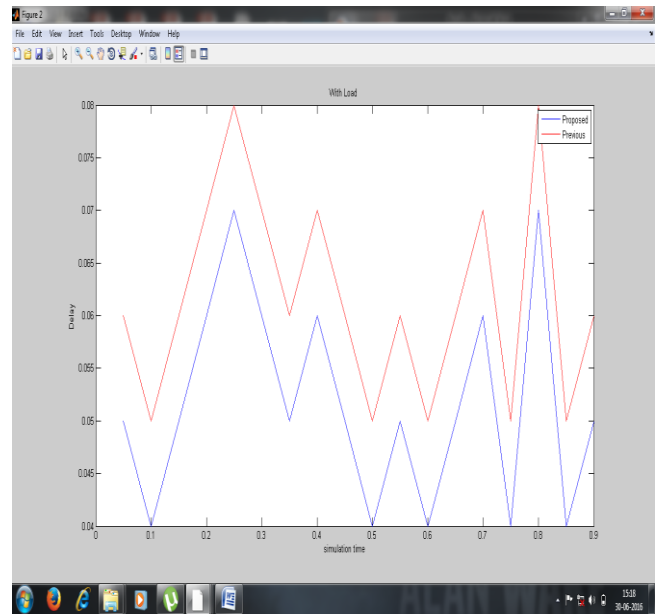 Figure 2
File Edit View Insert Tools Desktop Window Help
With Load
0.08
0.075
0.07
0.065
0.06
0.055
0.05
0.045
0.04
Delay
Proposed
Previous
0 0.1 0.2 0.3 0.4 0.5 0.6 0.7 0.8 0.9
simulation time
15:18
30-06-2016